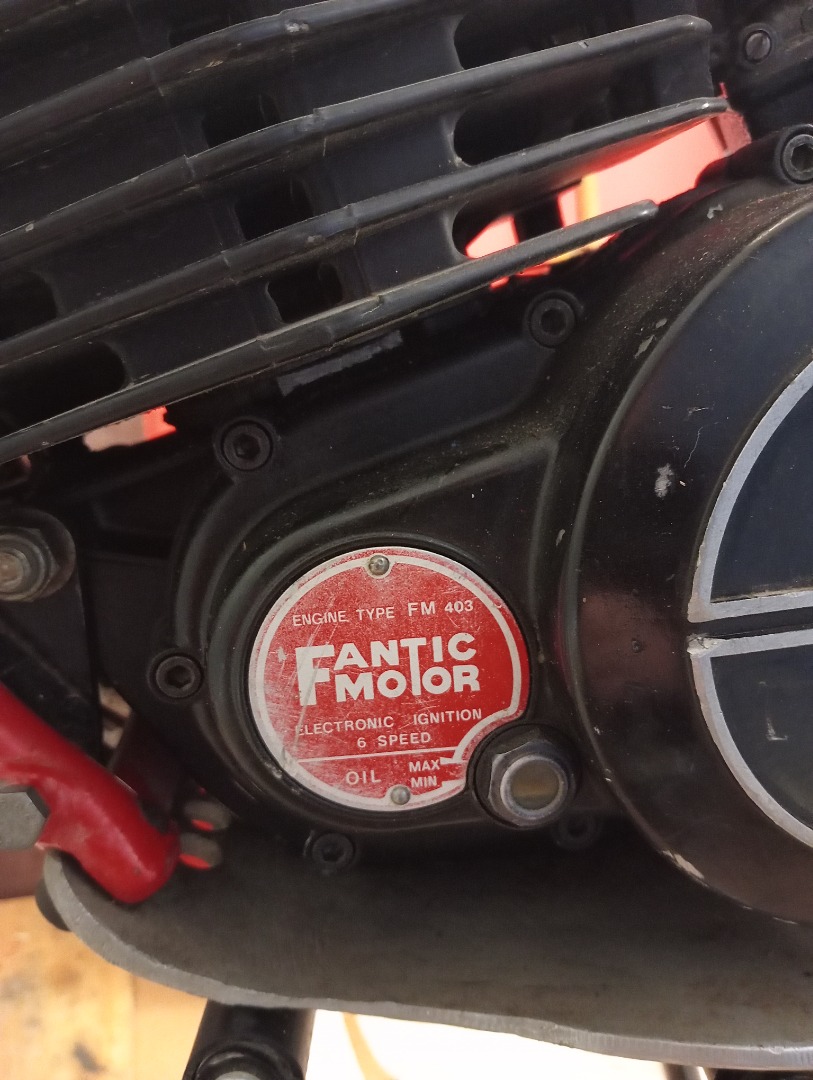 ENGINE TYPE FM 403
FANTIC
MOTOR
ELECTRONIC IGNITION
6 SPEED
OIL MAX
MIN